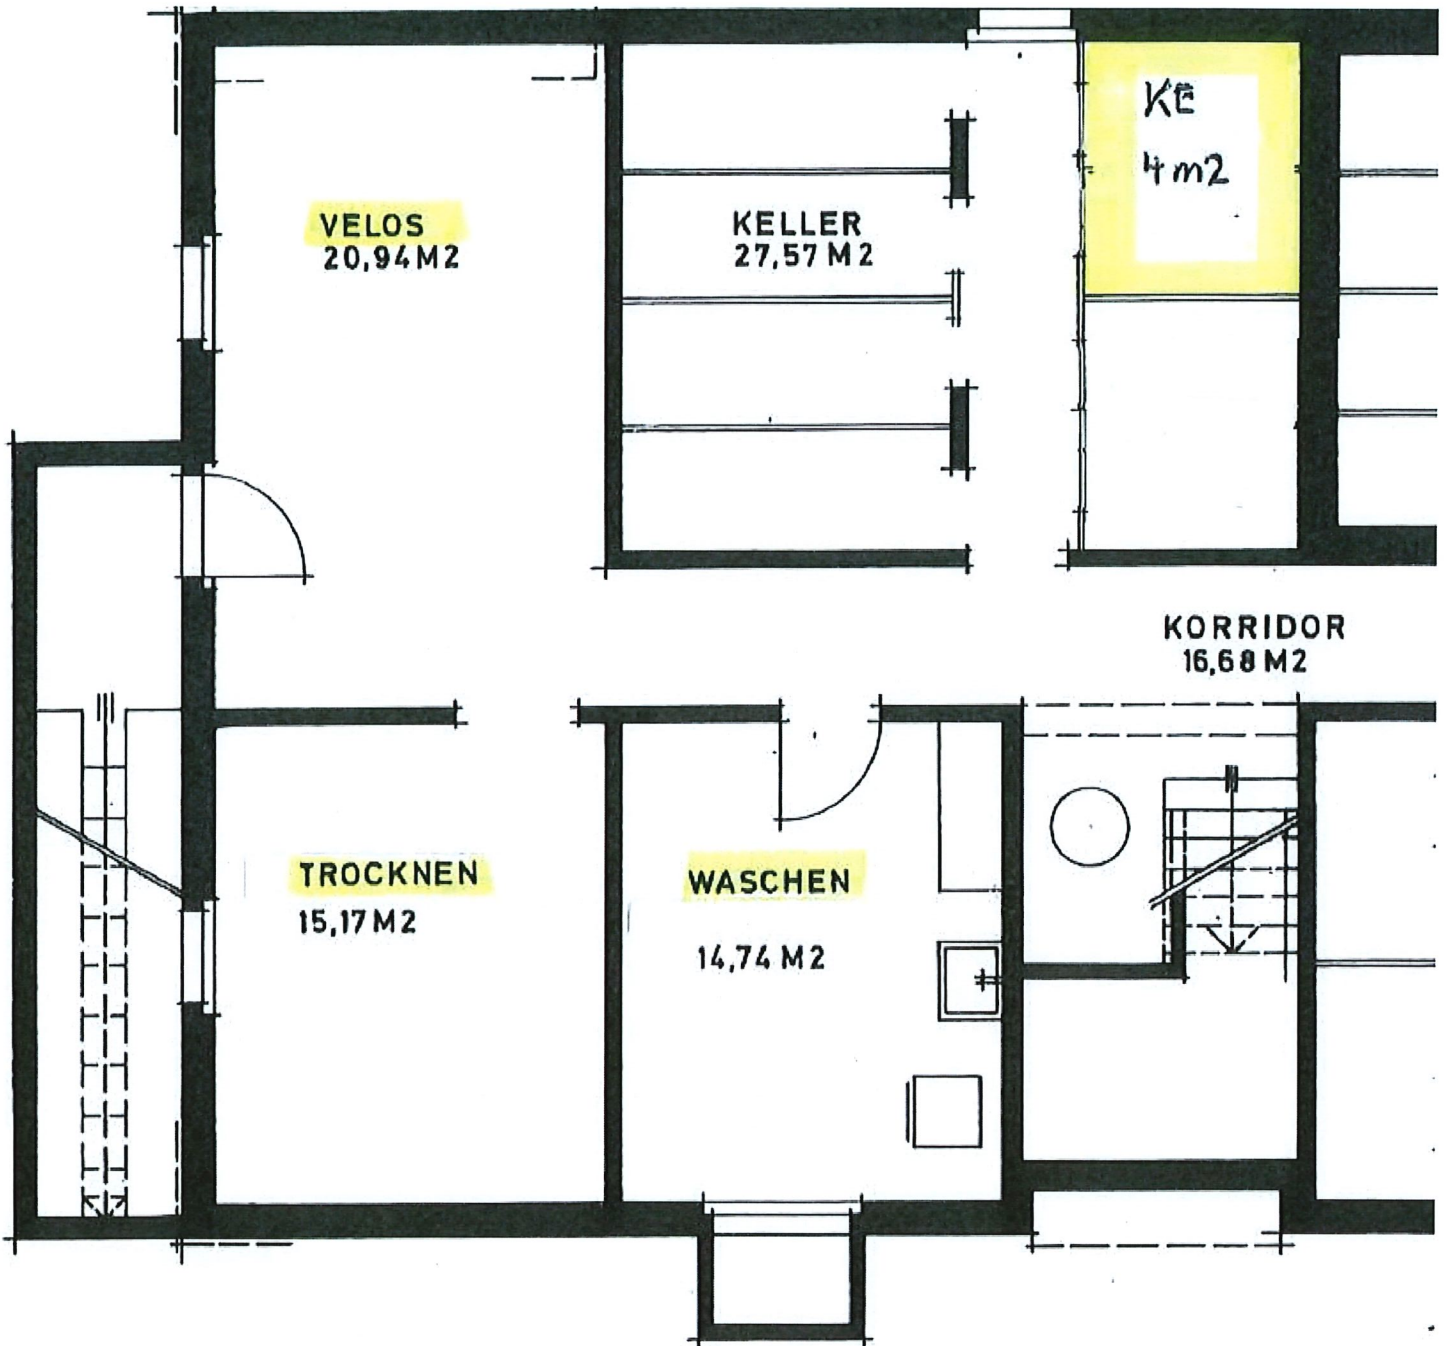 KE
4 m2
VELOS
20,94 M2
KELLER
27,57 M2
KORRIDOR
16,68 M2
TROCKNEN
15,17 M2
WASCHEN
14,74 M2